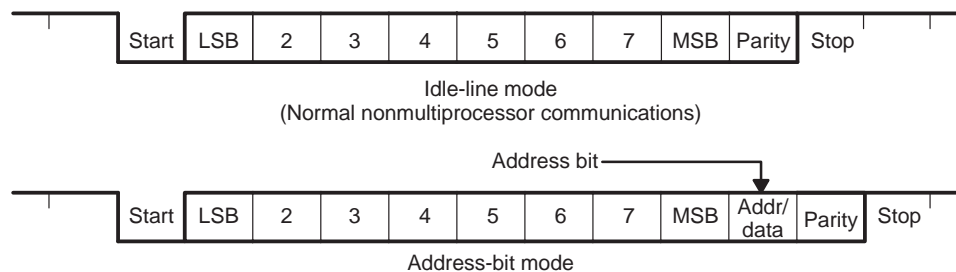 Start LSB 2 3 4 5 6 7 MSB Parity Stop
Idle-line mode
(Normal nonmultiprocessor communications)
Address bit
Start LSB 2 3 4 5 6 7 MSB Addr/ data Parity Stop
Address-bit mode